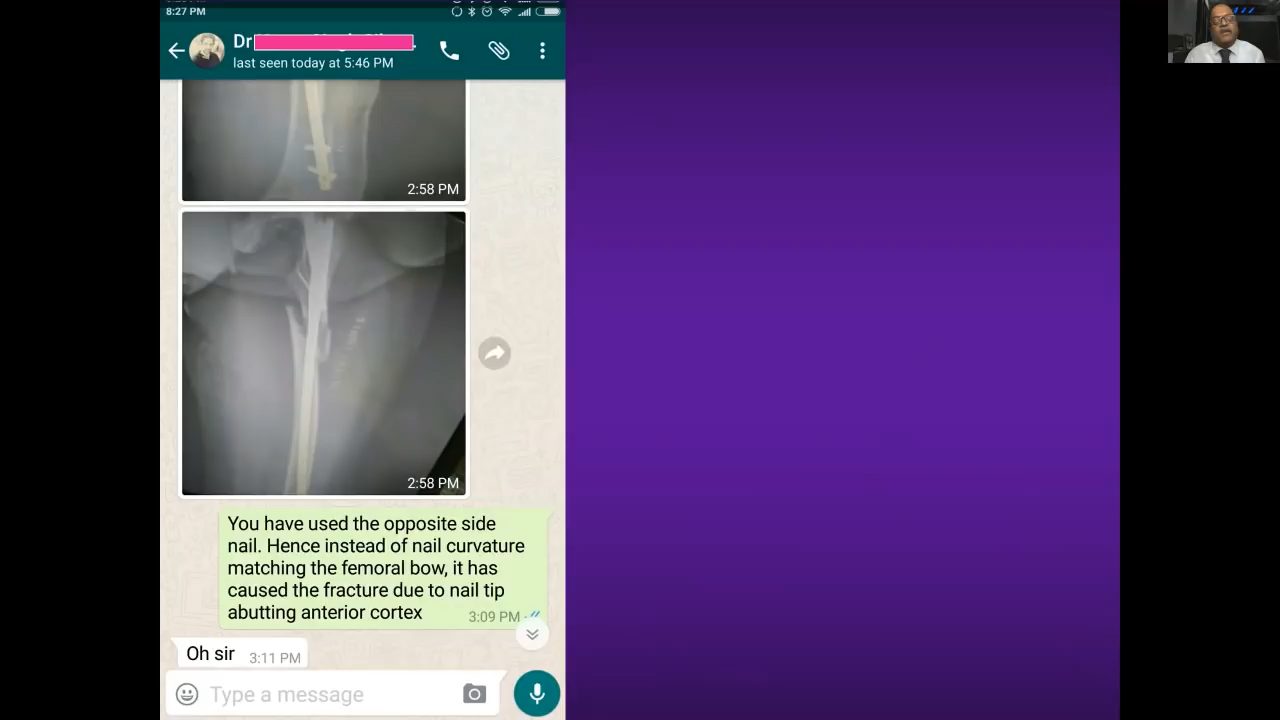 8:27 PM
Dr
last seen today at 5:46 PM
2:58 PM
2:58 PM
You have used the opposite side
nail. Hence instead of nail curvature
matching the femoral bow, it has
caused the fracture due to nail tip
abutting anterior cortex
3:09 PM
Oh sir
3:11 PM
Type a message